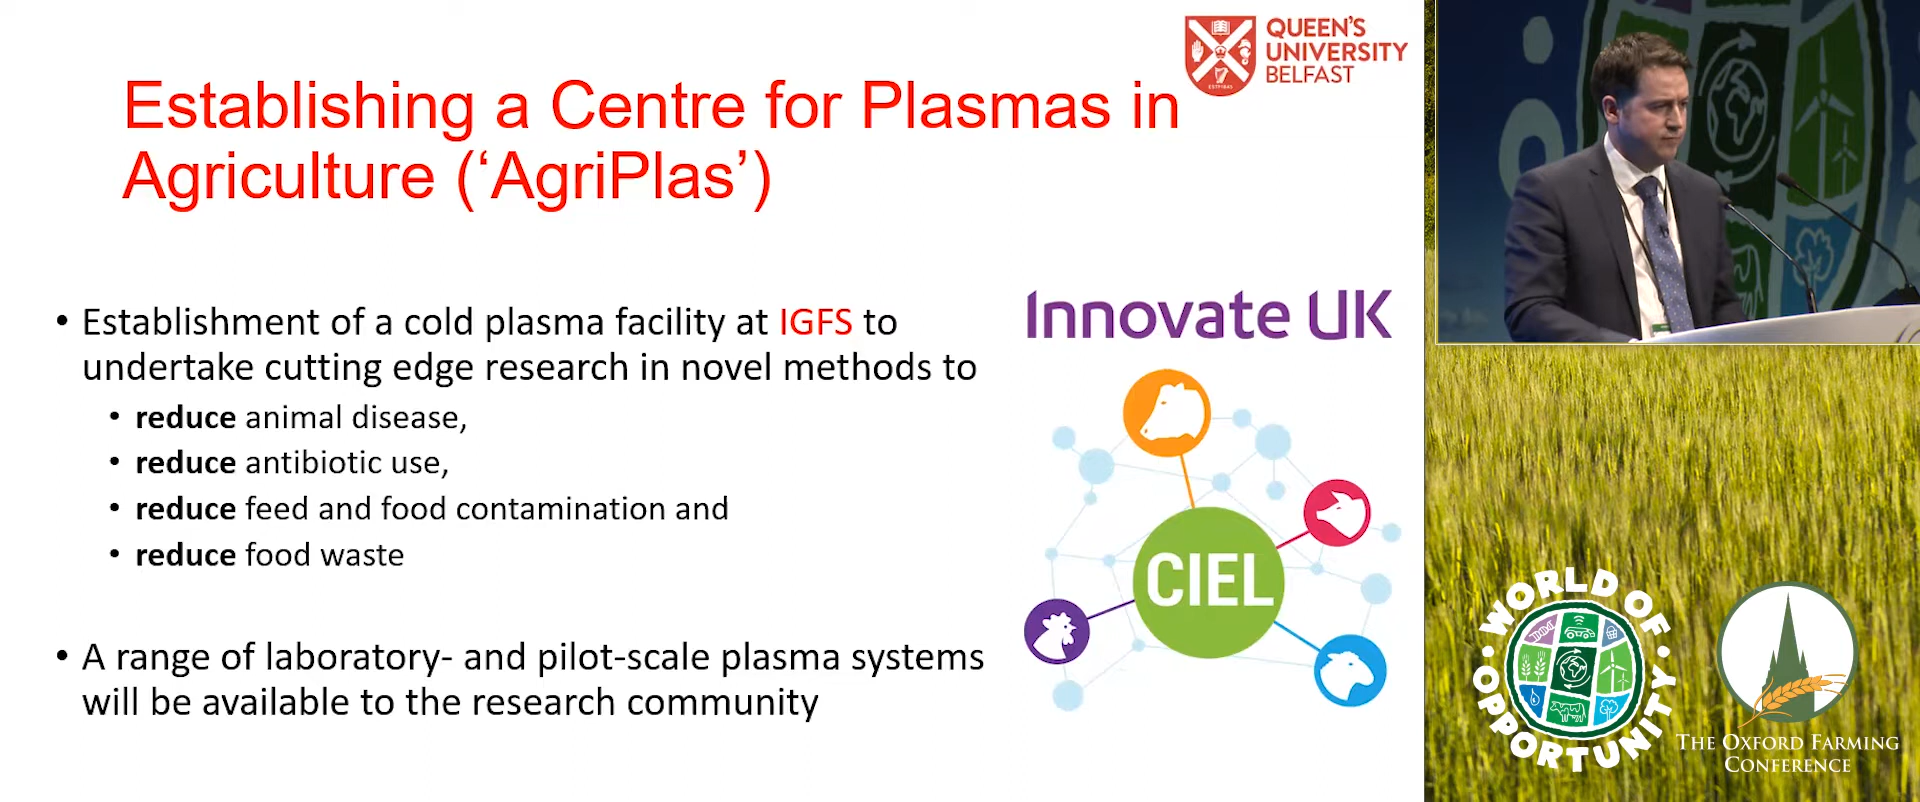 QUEEN'S
UNIVERSITY
BELFAST
ESTD 1845
Establishing a Centre for Plasmas in
Agriculture (‘AgriPlas’)
• Establishment of a cold plasma facility at IGFS to
undertake cutting edge research in novel methods to
• reduce animal disease,
• reduce antibiotic use,
• reduce feed and food contamination and
• reduce food waste
• A range of laboratory- and pilot-scale plasma systems
will be available to the research community
Innovate UK
CIEL
WORLD OF
OPPORTUNITY
THE OXFORD FARMING
CONFERENCE